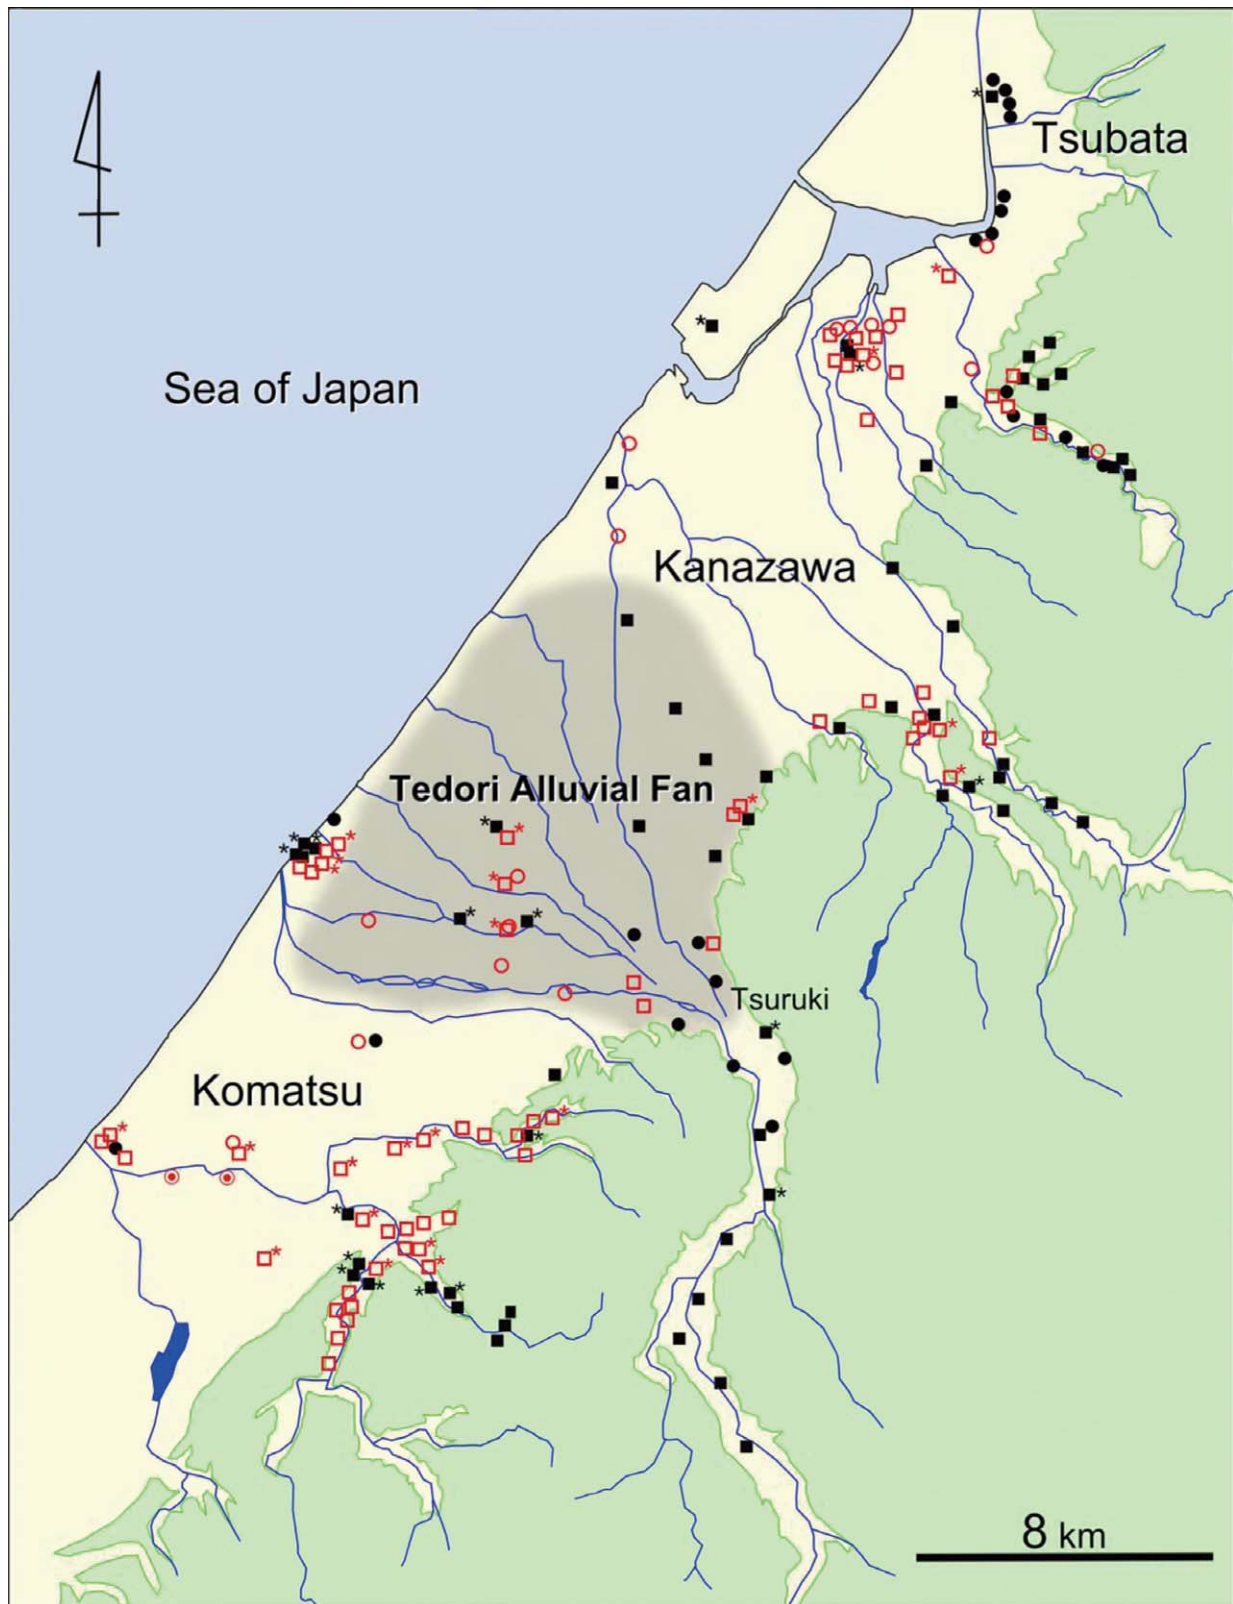 Tsubata
Sea of Japan
Kanazawa
Tedori Alluvial Fan
Tsuruki
Komatsu
8 km